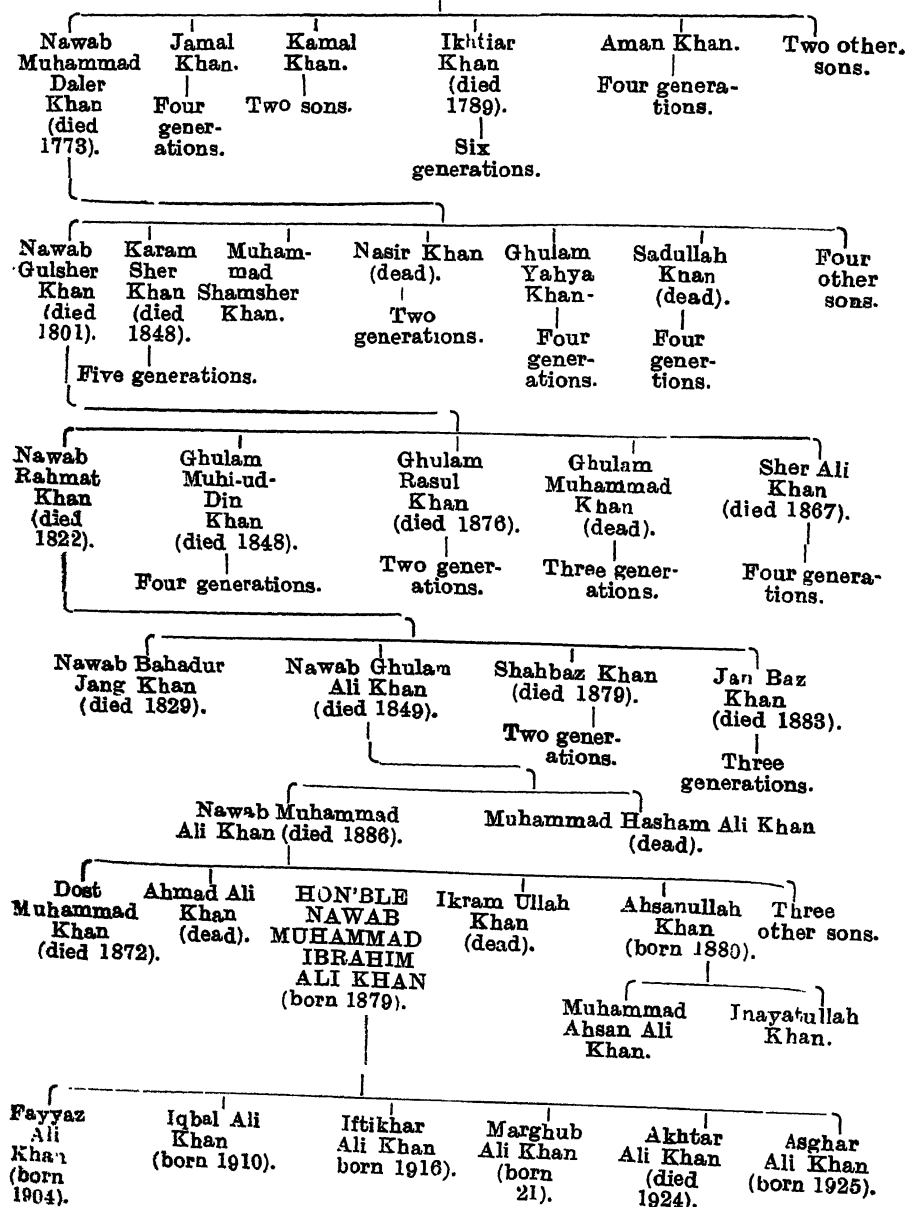 Nawab
Muhammad
Daler
Khan
(died
1773).
Jamal
Khan.
Four
gener-
ations.
Kamal
Khan.
Two sons.
Ikhtiar
Khan
(died
1789).
Six
generations.
Aman Khan.
Four genera-
tions.
Two other.
sons.
Nawab
Gulsher
Khan
(died
1801).
Karam
Sher
Khan
(died
1848).
Five generations.
Muham-
mad
Shamsher
Khan.
Nasir Khan
(dead).
Two
generations.
Ghulam
Yahya
Khan-
Four
gener-
ations.
Sadullah
Knan
(dead).
Four
gener-
tions.
Four
other
sons.
Nawab
Rahmat
Khan
(died
1822).
Ghulam
Muhi-ud-
Din
Khan
(died 1848).
Four generations.
Ghulam
Rasul
Khan
(died 1876).
Two gener-
ations.
Ghulam
Muhammad
Khan
(dead).
Three gener-
ations.
Sher Ali
Khan
(died 1867).
Four genera-
tions.
Nawab Bahadur
Jang Khan
(died 1829).
Nawab Ghulam
Ali Khan
(died 1849).
Shahbaz Khan
(died 1879).
Two gener-
ations.
Jan Baz
Khan
(died 1883).
Three
generations.
Nawab Muhammad
Ali Khan (died 1886).
Muhammad Hasham Ali Khan
(dead).
Dost
Muhammad
Khan
(died 1872).
Ahmad Ali
Khan
(dead).
HON'BLE
NAWAB
MUHAMMAD
IBRAHIM
ALI KHAN
(born 1879).
Ikram Ullah
Khan
(dead).
Ahsanullah
Khan
(born 1880).
Three
other sons.
Muhammad
Ahsan Ali
Khan.
Inayatullah
Khan.
Fayyaz
Ali
Khan
(born
1904).
Iqbal Ali
Khan
(born 1910).
Iftikhar
Ali Khan
born 1916).
Marghub
Ali Khan
(born
21).
Akhtar
Ali Khan
(died
1924).
Asghar
Ali Khan
(born 1925).